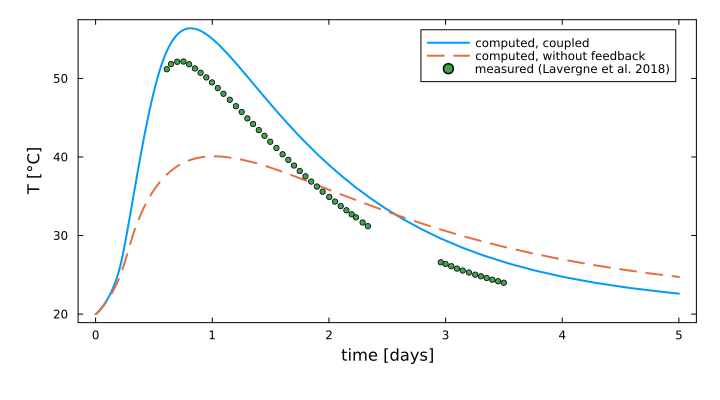 computed, coupled
computed, without feedback
measured (Lavergne et al. 2018)
50
40
30
20
T [°C]
0
1
2
3
4
5
time [days]